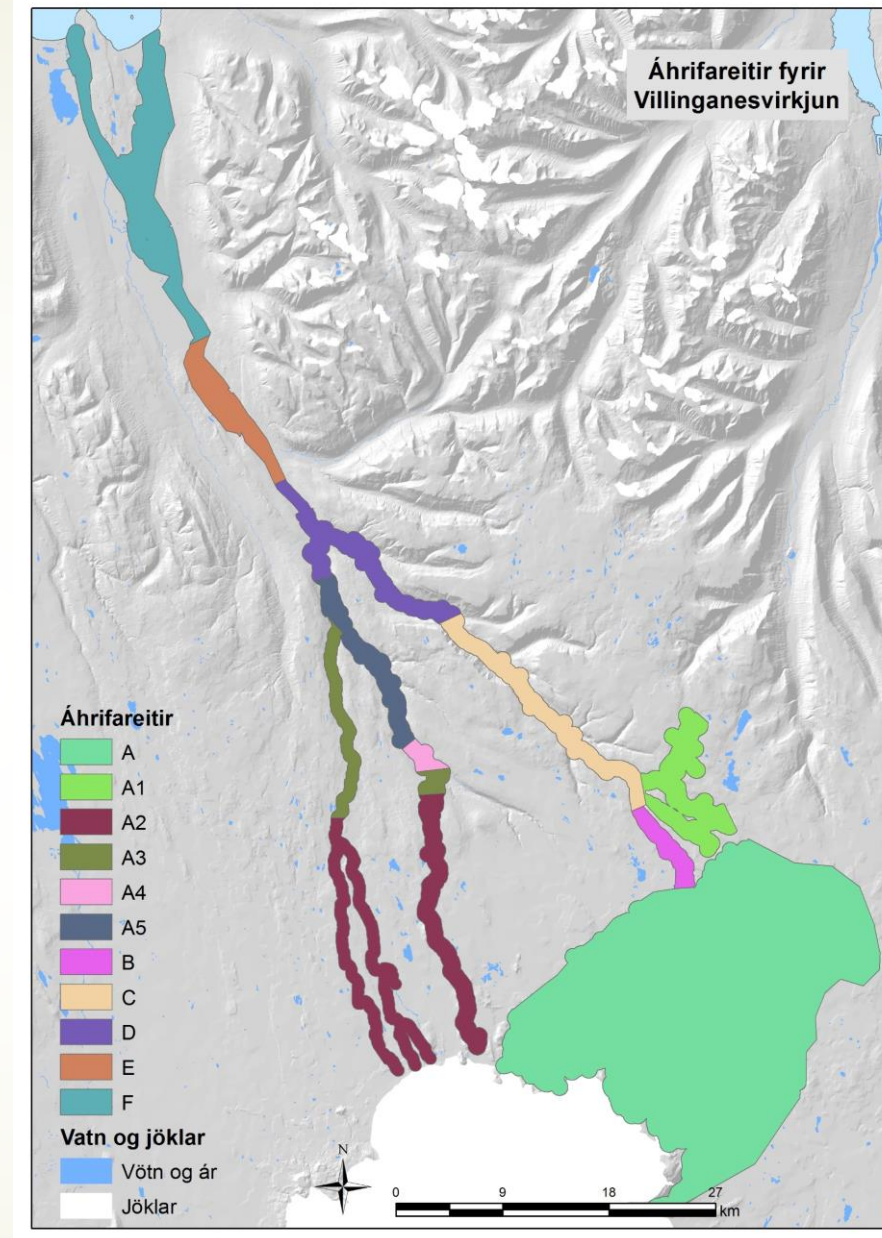 Áhrifareitir fyrir
Villinganesvirkjun
Áhrifareitir
A
A1
A2
A3
A4
A5
B
C
D
E
F
Vatn og jöklar
Vötn og ár
Jöklar
N
0 9 18 27
km